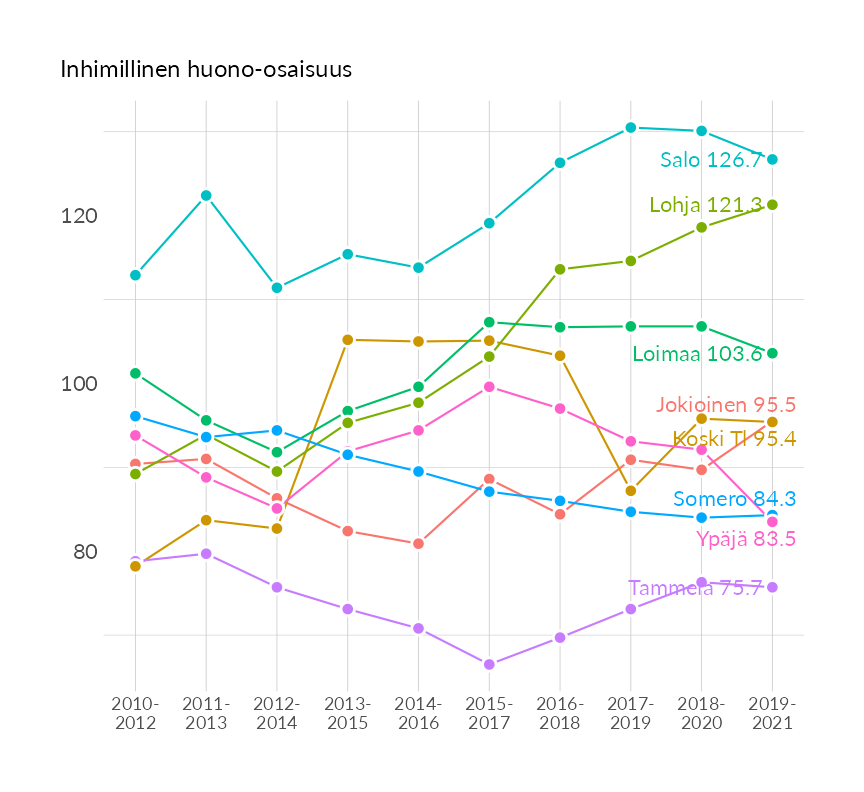 Inhimillinen huono-osaisuus
120
100
80
Salo 126.7
Lohja 121.3
Loimaa 103.6
Jokioinen 95.5
Koski Tl 95.4
Somero 84.3
Ypäjä 83.5
Tammela 75.7
2010- 2011- 2012- 2013- 2014- 2015- 2016- 2017- 2018- 2019-
2012 2013 2014 2015 2016 2017 2018 2019 2020 2021